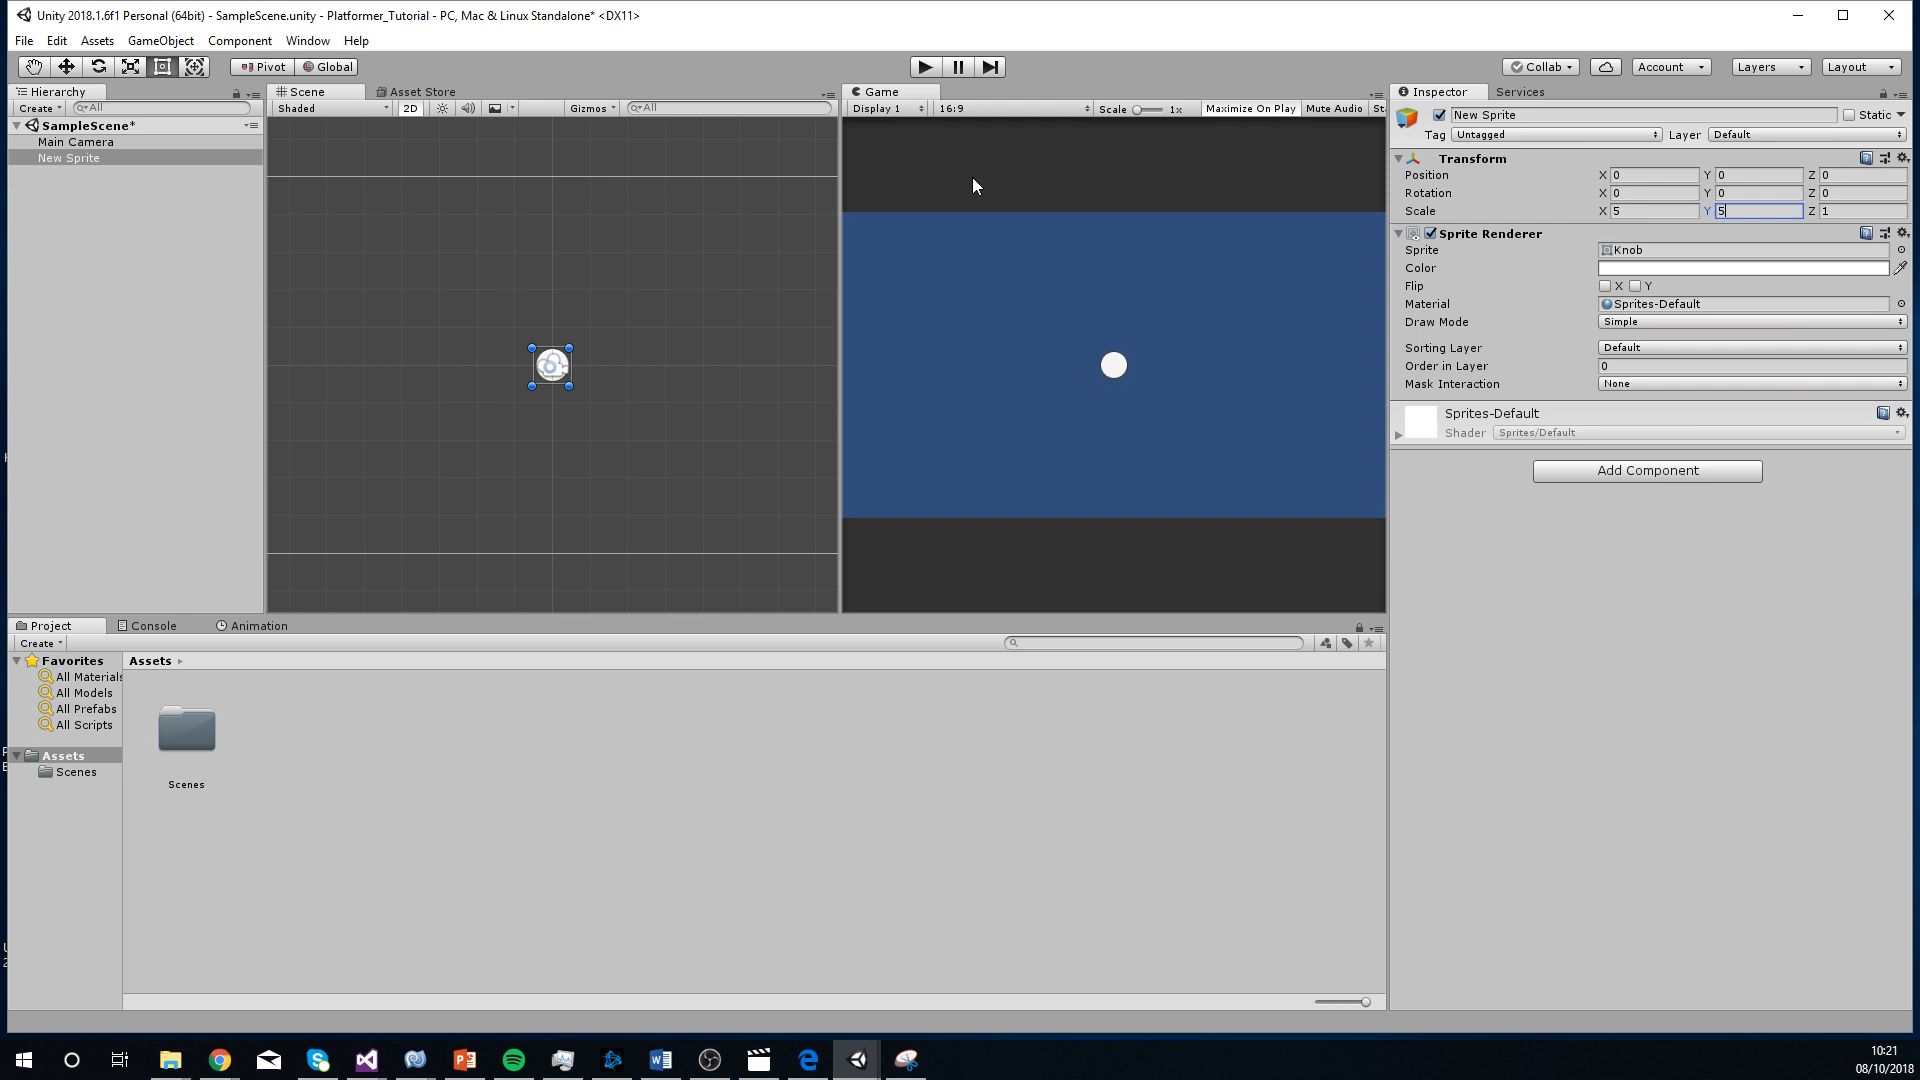 Unity 2018.1.6f1 Personal (64bit) - SampleScene.unity - Platformer_Tutorial - PC, Mac & Linux Standalone* <DX11>
File Edit Assets GameObject Component Window Help
Pivot Global Collab Account Layers Layout
Hierarchy
Create All
SampleScene*
Main Camera
New Sprite
Scene Asset Store
Shaded 2D Gizmos All
Game
Display 1 16:9 Scale 1x Maximize On Play Mute Audio St
Inspector Services
New Sprite Static
Tag Untagged Layer Default
Transform
Position X 0 Y 0 Z 0
Rotation X 0 Y 0 Z 0
Scale X 5 Y 5 Z 1
Sprite Renderer
Sprite Knob
Color
Flip X Y
Material Sprites-Default
Draw Mode Simple
Sorting Layer Default
Order in Layer 0
Mask Interaction None
Sprites-Default
Shader Sprites/Default
Add Component
Project Console Animation
Create
Favorites
All Materials
All Models
All Prefabs
All Scripts
Assets
Scenes
Assets
Scenes
10:21
08/10/2018